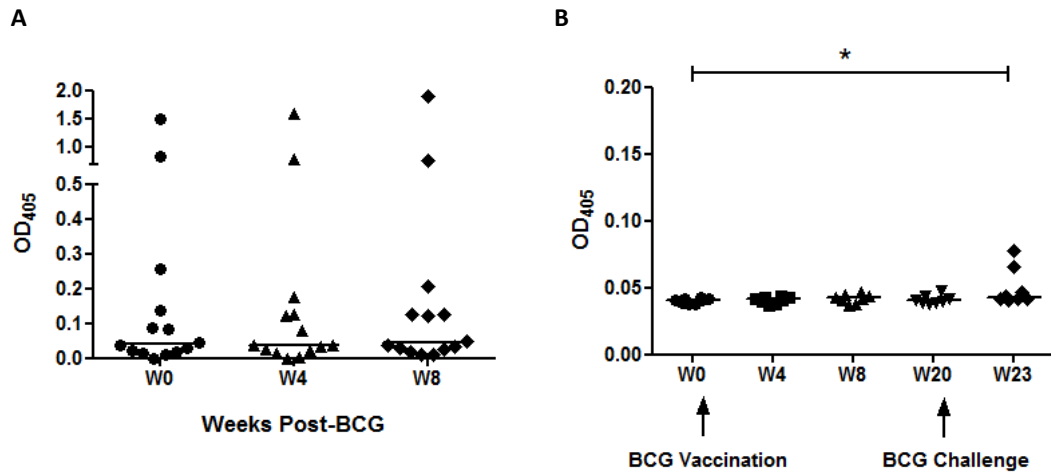 A
2.0
1.5
1.0
0.5
0.4
0.3
0.2
0.1
0.0
OD405
W0 W4 W8
Weeks Post-BCG
B
*
0.20
0.15
0.10
0.05
0.00
OD405
W0 W4 W8 W20 W23
BCG Vaccination BCG Challenge